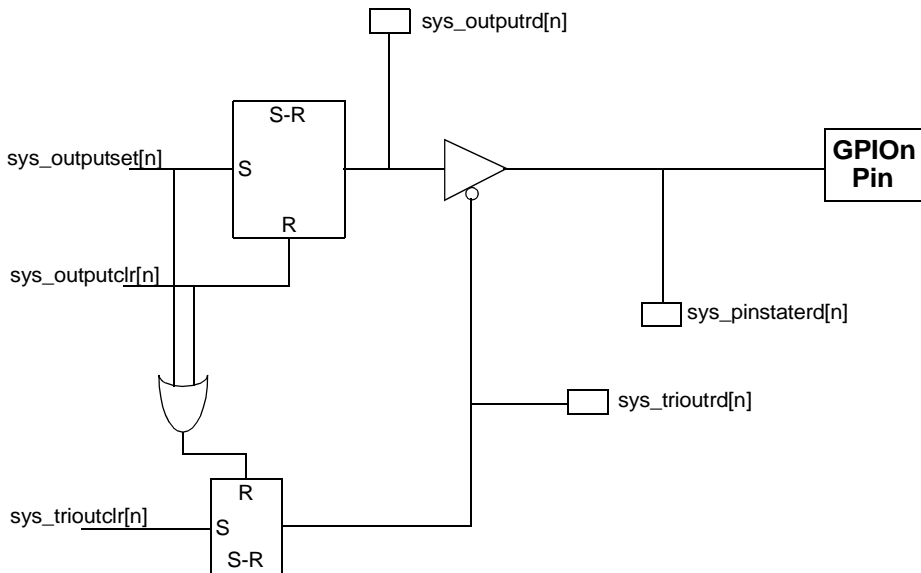 sys_outputrd[n]
S-R
sys_outputset[n]
S
GPIOn
Pin
R
sys_outputclr[n]
sys_pinstaterd[n]
sys_trioutrd[n]
R
sys_trioutclr[n]
S
S-R